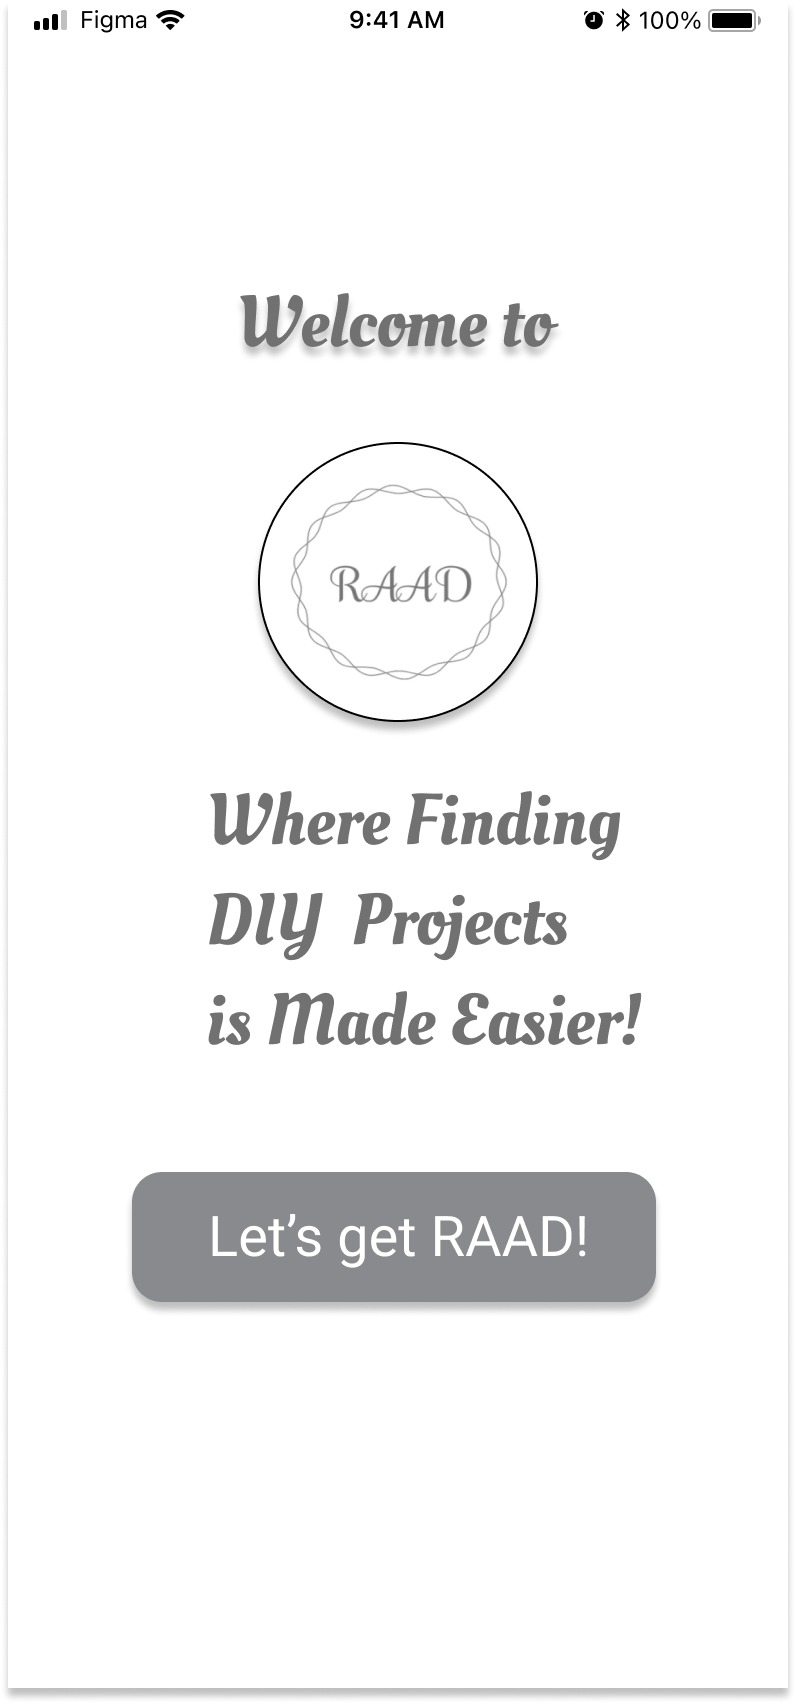 Figma 9:41 AM 100%
Welcome to
RAAD
Where Finding
DIY Projects
is Made Easier!
Let’s get RAAD!